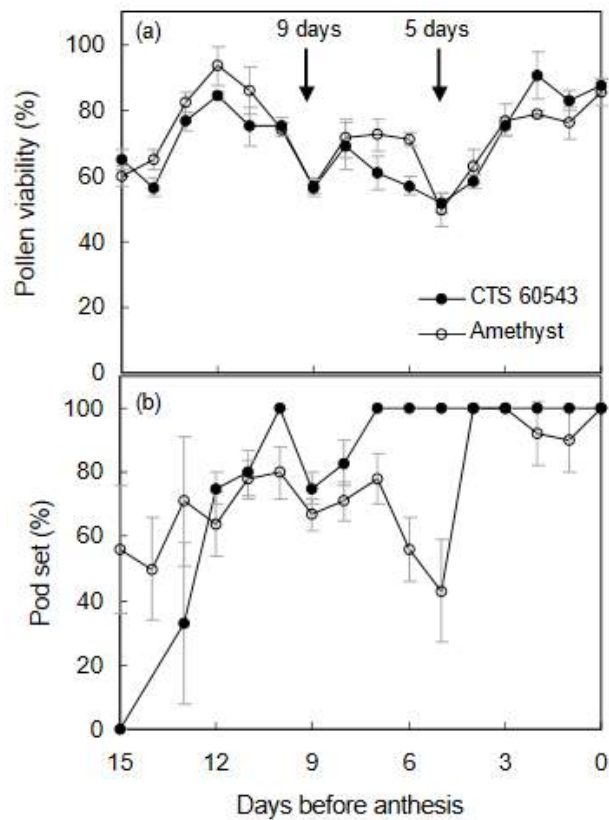 (a)
9 days
5 days
100
80
60
40
20
0
Pollen viability (%)
CTS 60543
Amethyst
(b)
100
80
60
40
20
0
Pod set (%)
15 12 9 6 3 0
Days before anthesis